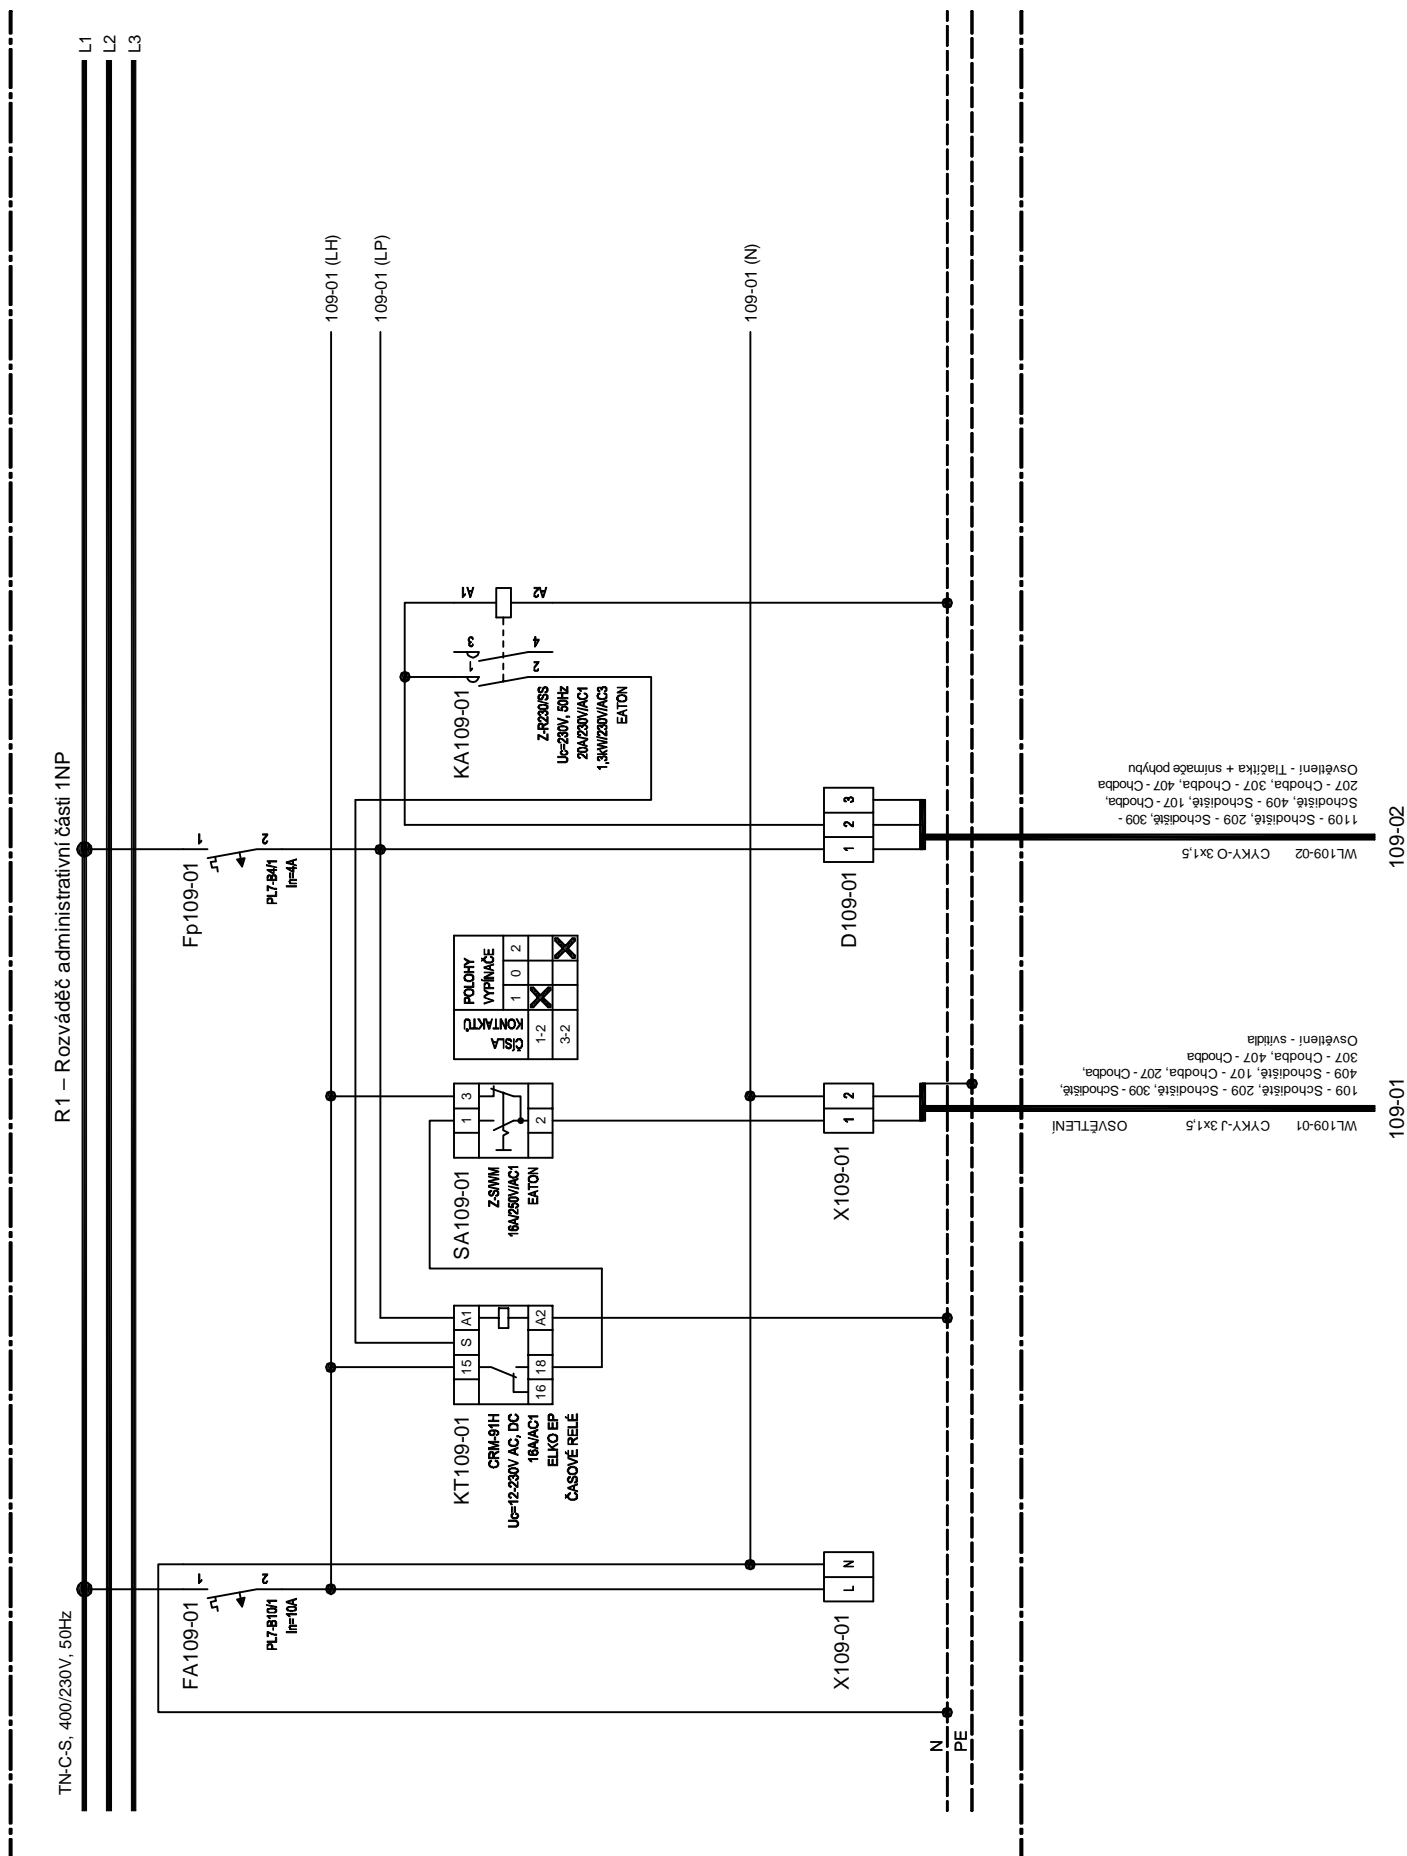 R1 – Rozváděč administrativní části 1NP
TN-C-S, 400/230V, 50Hz
L1
L2
L3
FA109-01
1
2
PL7-B10/1
In=10A
Fp109-01
1
2
PL7-B4/1
In=4A
109-01 (LH)
109-01 (LP)
109-01 (N)
KT109-01
CRM-91H
Uc=12-230V AC, DC
16A/AC1
ELKO EP
ČASOVÉ RELÉ
15
S
A1
16
18
A2
SA109-01
Z-S/WM
16A/250V/AC1
EATON
1
3
2
ČÍSLA
KONTAKTŮ
POLOHY
VYPÍNAČE
1
0
2
1-2
3-2
KA109-01
Z-R230/SS
Uc=230V, 50Hz
20A/230V/AC1
1,3kW/230V/AC3
EATON
1
3
A1
2
4
A2
X109-01
L
N
X109-01
1
2
D109-01
1
2
3
N
PE
WL109-01
CYKY-J 3x1,5
OSVĚTLENÍ
109 - Schodiště, 209 - Schodiště, 309 - Schodiště,
409 - Schodiště, 107 - Chodba, 207 - Chodba,
307 - Chodba, 407 - Chodba
Osvětlení - svítidla
109-01
WL109-02
CYKY-O 3x1,5
1109 - Schodiště, 209 - Schodiště, 309 -
Schodiště, 409 - Schodiště, 107 - Chodba,
207 - Chodba, 307 - Chodba, 407 - Chodba
Osvětlení - Tlačítka + snímače pohybu
109-02